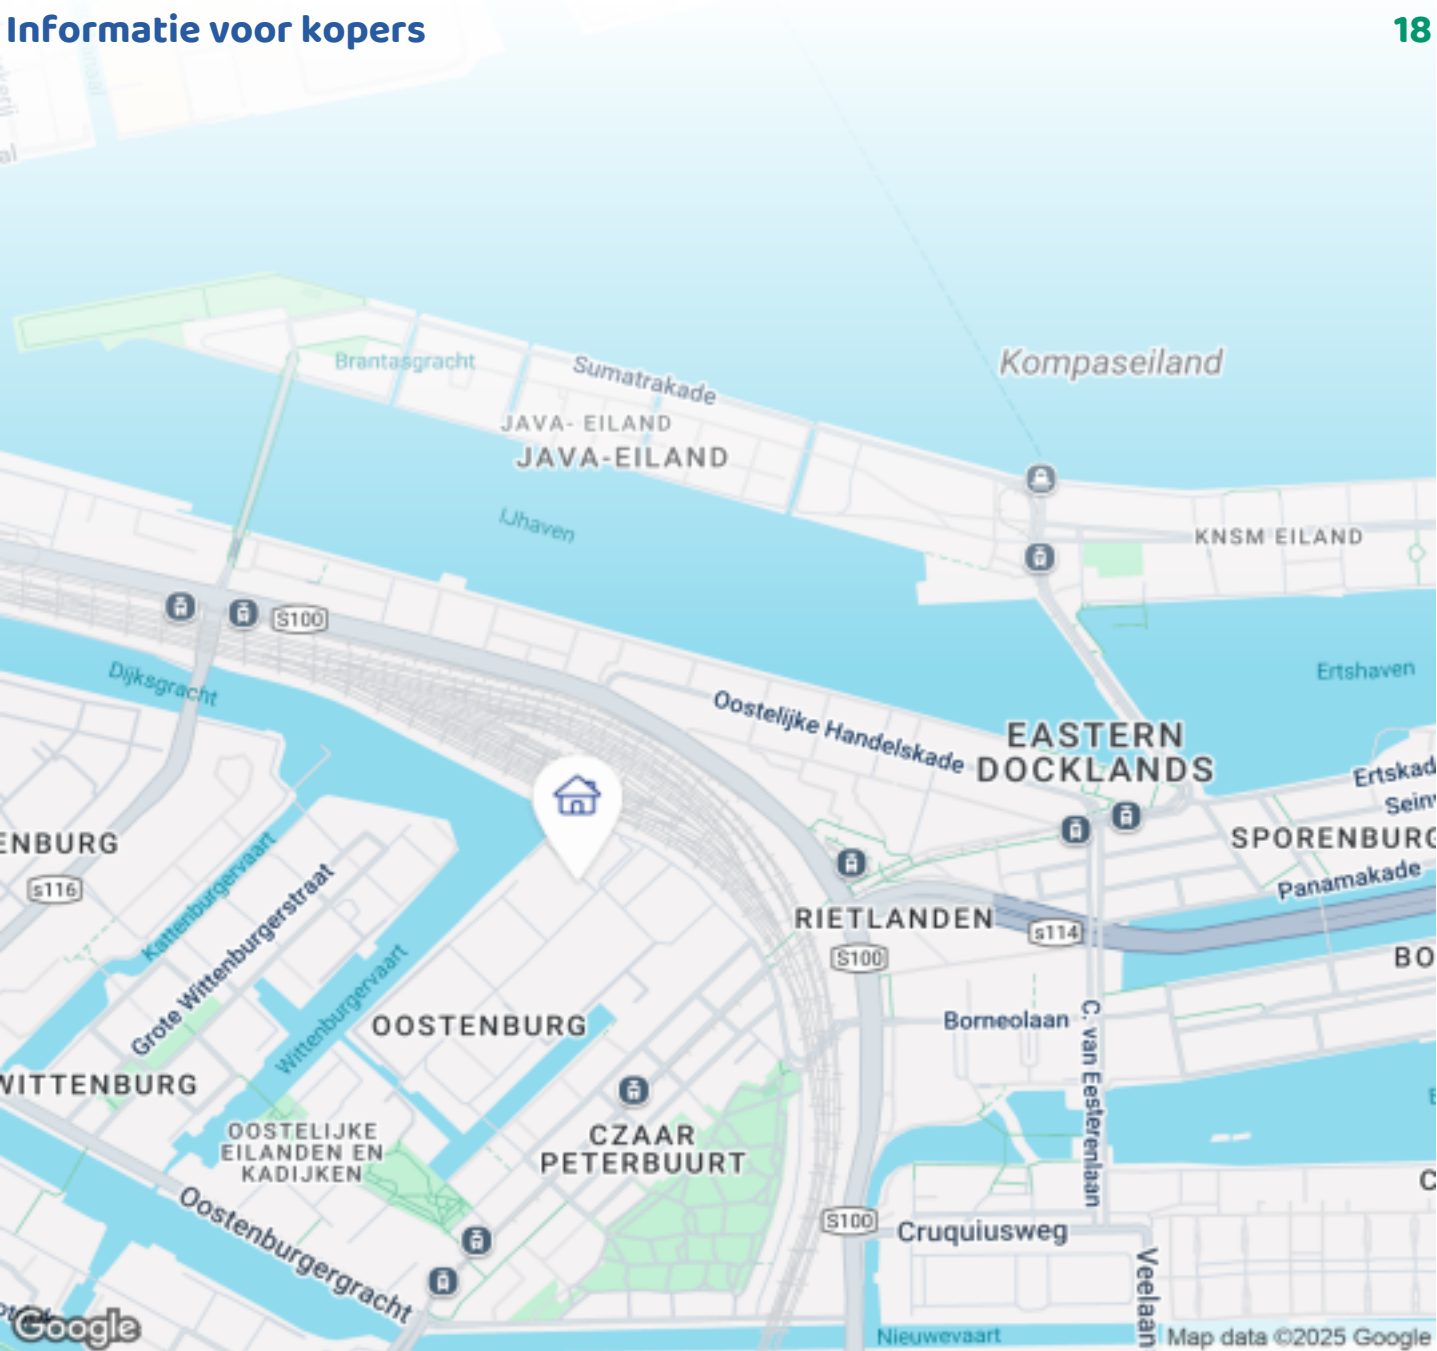 Informatie voor kopers
18
Brantasgracht
Sumatrakade
Kompaseiland
JAVA- EILAND
JAVA-EILAND
IJhaven
KNSM EILAND
S100
Dijksgracht
Ertshaven
Oostelijke Handelskade
EASTERN
DOCKLANDS
SPORENBURG
Panamakade
s116
Kattenburgervaart
Grote Wittenburgerstraat
Wittenburgervaart
RIETLANDEN
s114
S100
OOSTENBURG
Borneolaan
C. van Eesterenlaan
WITTENBURG
OOSTELIJKE
EILANDEN EN
KADIJKEN
CZAAR
PETERBUURT
Oostenburgergracht
S100
Cruquiusweg
Veelaan
Nieuwevaart
Google
Map data ©2025 Google